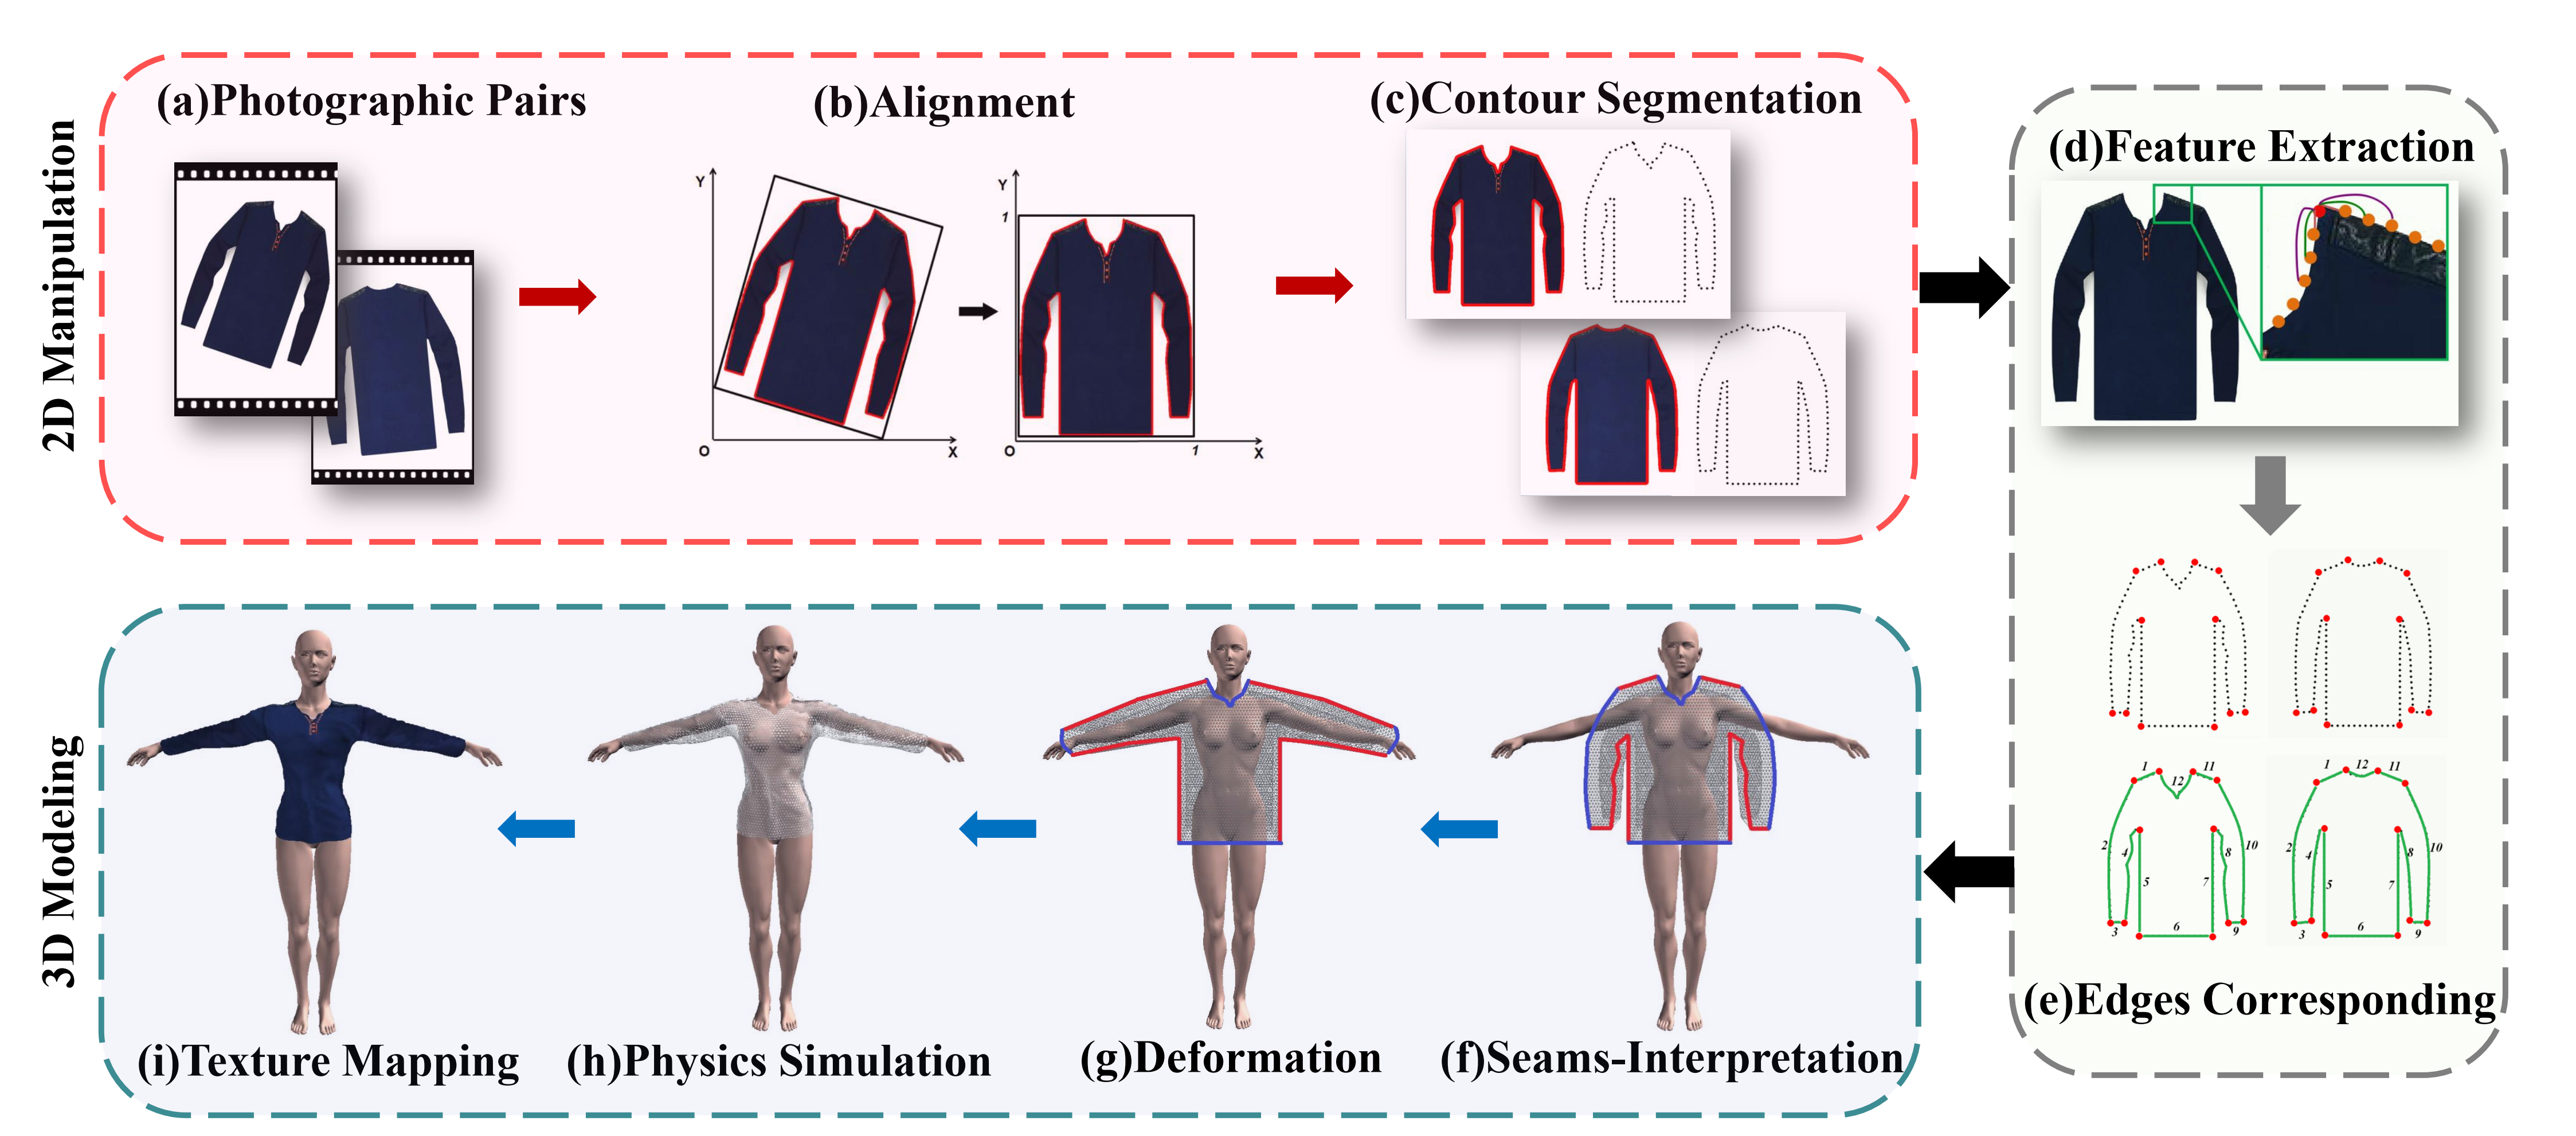 2D Manipulation
(a)Photographic Pairs
(b)Alignment
(c)Contour Segmentation
Y
O
X
Y
1
O
1
X
(d)Feature Extraction
1
11
12
2
4
5
6
7
8
10
3
9
1
12
11
2
4
5
6
7
8
10
3
9
(e)Edges Corresponding
3D Modeling
(i)Texture Mapping
(h)Physics Simulation
(g)Deformation
(f)Seams-Interpretation